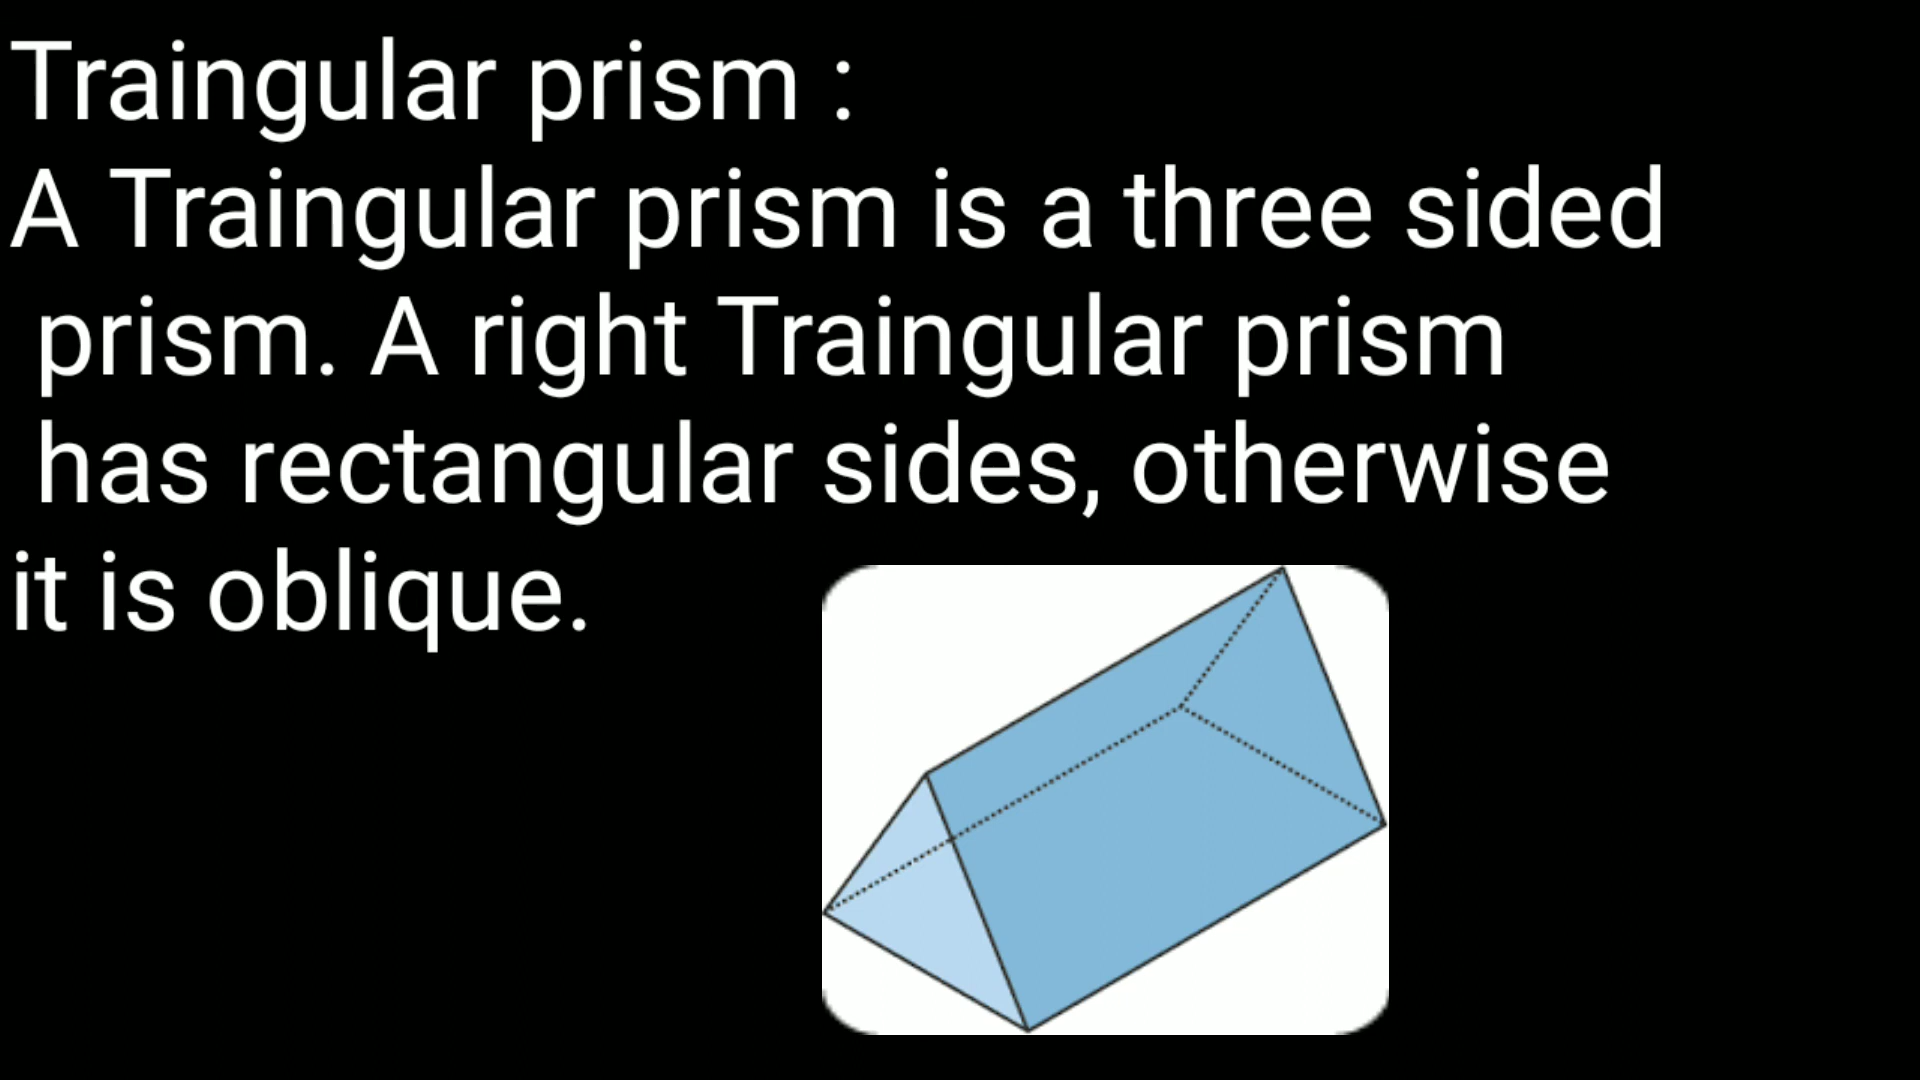 Traingular prism :
A Traingular prism is a three sided
prism. A right Traingular prism
has rectangular sides, otherwise
it is oblique.